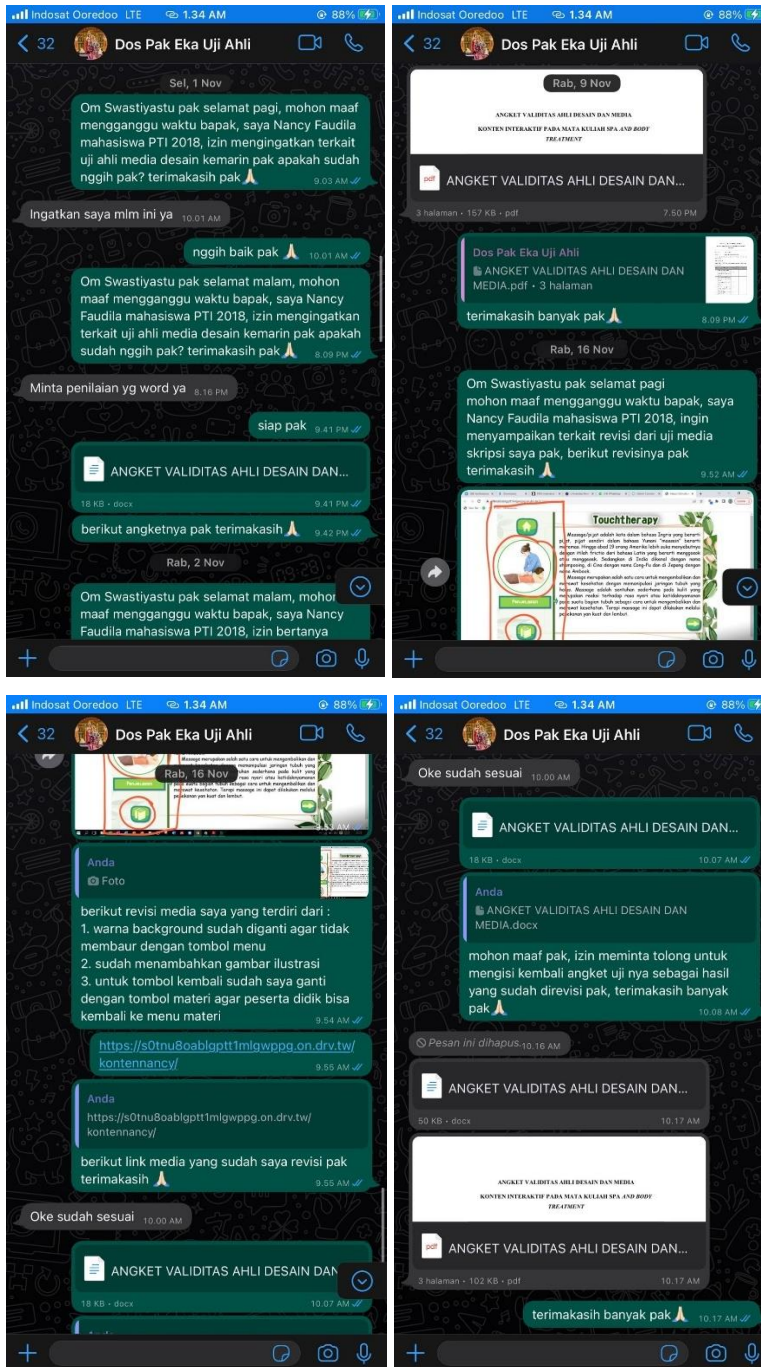 Indosat Ooredoo LTE 1.34 AM 88%
32 Dos Pak Eka Uji Ahli
Sel, 1 Nov
Om Swastiyastu pak selamat pagi, mohon maaf
mengganggu waktu bapak, saya Nancy Faudila
mahasiswa PTI 2018, izin mengingatkan terkait
uji ahli media desain kemarin pak apakah sudah
nggih pak? terimakasih pak🙏
9.03 AM
Ingatkan saya mlm ini ya 10.01 AM
nggih baik pak 🙏 10.01 AM
Om Swastiyastu pak selamat malam, mohon
maaf mengganggu waktu bapak, saya Nancy
Faudila mahasiswa PTI 2018, izin mengingatkan
terkait uji ahli media desain kemarin pak apakah
sudah nggih pak? terimakasih pak🙏 8.09 PM
Minta penilaian yg word ya 8.16 PM
siap pak 9.41 PM
ANGKET VALIDITAS AHLI DESAIN DAN...
18 KB • docx 9.41 PM
berikut angketnya pak terimakasih🙏 9.42 PM
Rab, 2 Nov
Om Swastiyastu pak selamat malam, mohon
maaf mengganggu waktu bapak, saya Nancy
Faudila mahasiswa PTI 2018, izin bertanya
Indosat Ooredoo LTE 1.34 AM 88%
32 Dos Pak Eka Uji Ahli
Rab, 9 Nov
ANGKET VALIDITAS AHLI DESAIN DAN MEDIA
KONTEN INTERAKTIF PADA MATA KULIAH SPA AND BODY
TREATMENT
pdf ANGKET VALIDITAS AHLI DESAIN DAN...
3 halaman • 157 KB • pdf 7.50 PM
Dos Pak Eka Uji Ahli
ANGKET VALIDITAS AHLI DESAIN DAN
MEDIA.pdf • 3 halaman
terimakasih banyak pak🙏 8.09 PM
Rab, 16 Nov
Om Swastiyastu pak selamat pagi
mohon maaf mengganggu waktu bapak, saya
Nancy Faudila mahasiswa PTI 2018, ingin
menyampaikan terkait revisi dari uji media
skripsi saya pak, berikut revisinya pak
terimakasih 🙏 9.52 AM
Touchtherapy
Indosat Ooredoo LTE 1.34 AM 88%
32 Dos Pak Eka Uji Ahli
Rab, 16 Nov
Anda
Foto
berikut revisi media saya yang terdiri dari :
1. warna background sudah diganti agar tidak
membaur dengan tombol menu
2. sudah menambahkan gambar ilustrasi
3. untuk tombol kembali sudah saya ganti
dengan tombol materi agar peserta didik bisa
kembali ke menu materi 9.54 AM
https://s0tnu8oablgptt1mlgwppg.on.drv.tw/
kontennancy/ 9.55 AM
Anda
https://s0tnu8oablgptt1mlgwppg.on.drv.tw/
kontennancy/
berikut link media yang sudah saya revisi pak
terimakasih 🙏 9.55 AM
Oke sudah sesuai 10.00 AM
ANGKET VALIDITAS AHLI DESAIN DAN
18 KB • docx 10.07 AM
Indosat Ooredoo LTE 1.34 AM 88%
32 Dos Pak Eka Uji Ahli
Oke sudah sesuai 10.00 AM
ANGKET VALIDITAS AHLI DESAIN DAN...
18 KB • docx 10.07 AM
Anda
ANGKET VALIDITAS AHLI DESAIN DAN
MEDIA.docx
mohon maaf pak, izin meminta tolong untuk
mengisi kembali angket uji nya sebagai hasil
yang sudah direvisi pak, terimakasih banyak
pak🙏 10.08 AM
Pesan ini dihapus 10.16 AM
ANGKET VALIDITAS AHLI DESAIN DAN...
50 KB • docx 10.17 AM
ANGKET VALIDITAS AHLI DESAIN DAN MEDIA
KONTEN INTERAKTIF PADA MATA KULIAH SPA AND BODY
TREATMENT
pdf ANGKET VALIDITAS AHLI DESAIN DAN...
3 halaman • 102 KB • pdf 10.17 AM
terimakasih banyak pak🙏 10.17 AM